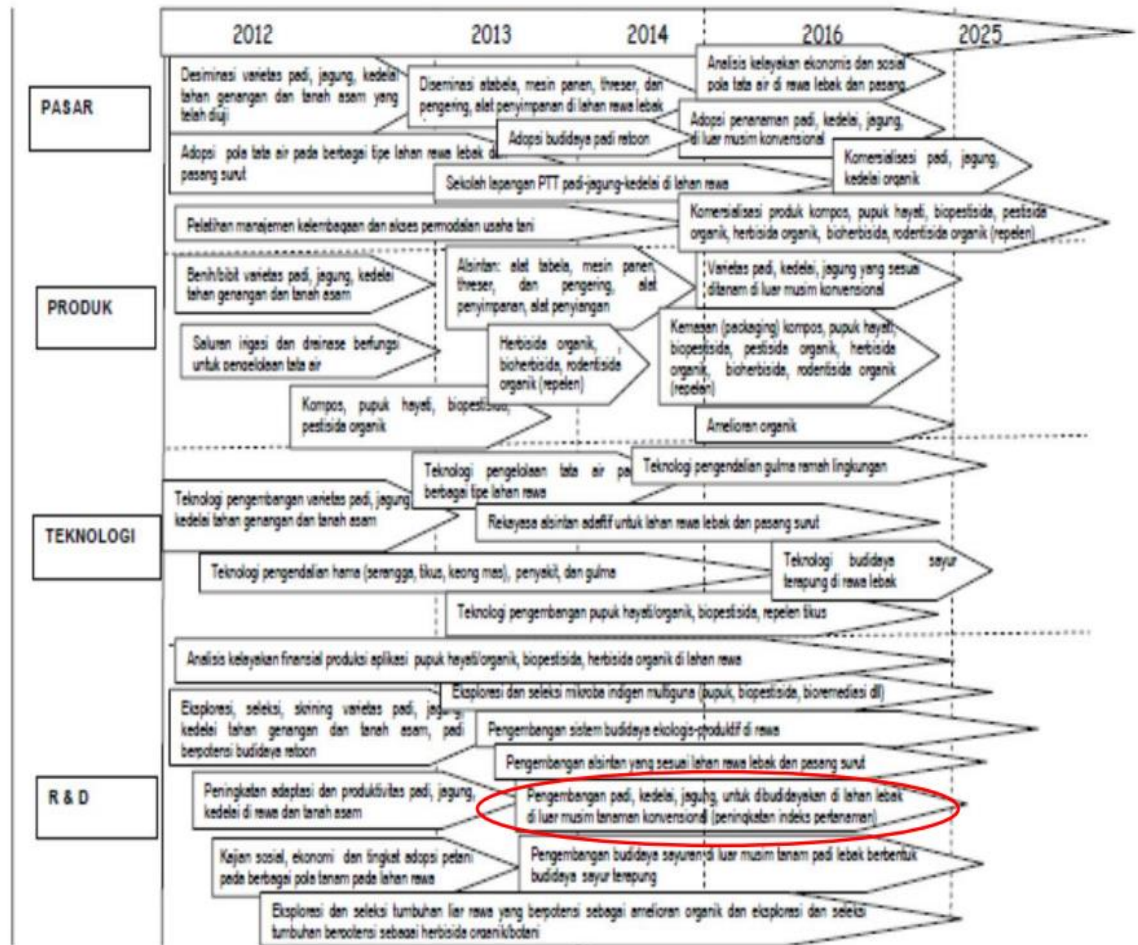 2012 2013 2014 2016 2025
PASAR
Desiminasi varietas padi, jagung, kedelai
tahan genangan dan tanah asam yang
telah diuji
Diseminasi atabela, mesin panen, threser, dan
pengering, alat penyimpanan di lahan rawa lebak
Analisis kelayakan ekonomis dan sosial
pola tata air di rawa lebak dan pasang
Adopsi budidaya padi ratoon
Adopsi penanaman padi, kedelai, jagung,
di luar musim konvensional
Adopsi pola tata air pada berbagai tipe lahan rawa lebak dan
pasang surut
Sekolah lapangan PTT padi-jagung-kedelai di lahan rawa
Komersialisasi padi, jagung,
kedelai organik
Pelatihan manajemen kelembagaan dan akses permodalan usaha tani
Komersialisasi produk kompos, pupuk hayati, biopestisida, pestisida
organik, herbisida organik, bioherbisida, rodentisida organik (repelen)
PRODUK
Benih/bibit varietas padi, jagung, kedelai
tahan genangan dan tanah asam
Alsintan: alat tabela, mesin panen,
threser, dan pengering, alat
penyimpanan, alat penyiangan
Varietas padi, kedelai, jagung yang sesuai
ditanam di luar musim konvensional
Saluran irigasi dan drainase berfungsi
untuk pengelolaan tata air
Herbisida organik, ,
bioherbisida, rodentisida
organik (repelen)
Kemasan (packaging) kompos, pupuk hayati,
biopestisida, pestisida organik, herbisida
organik, bioherbisida, rodentisida organik
(repelen)
Kompos, pupuk hayati, biopestisida,
pestisida organik
Amelioran organik
TEKNOLOGI
Teknologi pengelolaan tata air pa
berbagai tipe lahan rawa
Teknologi pengendalian gulma ramah lingkungan
Teknologi pengembangan varietas padi, jagung,
kedelai tahan genangan dan tanah asam
Rekayasa alsintan adaftif untuk lahan rawa lebak dan pasang surut
Teknologi pengendalian hama (serangga, tikus, keong mas), penyakit, dan gulma
Teknologi budidaya sayur
terapung di rawa lebak
Teknologi pengembangan pupuk hayati/organik, biopestisida, repelen tikus
R & D
Analisis kelayakan finansial produksi aplikasi pupuk hayati/organik, biopestisida, herbisida organik di lahan rawa
Eksplorasi dan seleksi mikroba indigen multiguna (pupuk, biopestisida, bioremediasi dll)
Eksplorasi, seleksi, skrining varietas padi, jagung,
kedelai tahan genangan dan tanah asam, padi
berpotensi budidaya ratoon
Pengembangan sistem budidaya ekologis-produktif di rawa
Pengembangan alsintan yang sesuai lahan rawa lebak dan pasang surut
Peningkatan adaptasi dan produktivitas padi, jagung,
kedelai di rawa dan tanah asam
Pengembangan padi, kedelai, jagung, untuk dibudidayakan di lahan lebak
di luar musim tanaman konvensional (peningkatan indeks pertanaman)
Kajian sosial, ekonomi dan tingkat adopsi petani
pada berbagai pola tanam pada lahan rawa
Pengembangan budidaya sayuran di luar musim tanam padi lebak berbentuk
budidaya sayur terapung
Eksplorasi dan seleksi tumbuhan liar rawa yang berpotensi sebagai amelioran organik dan eksplorasi dan seleksi
tumbuhan berpotensi sebagai herbisida organik/botani